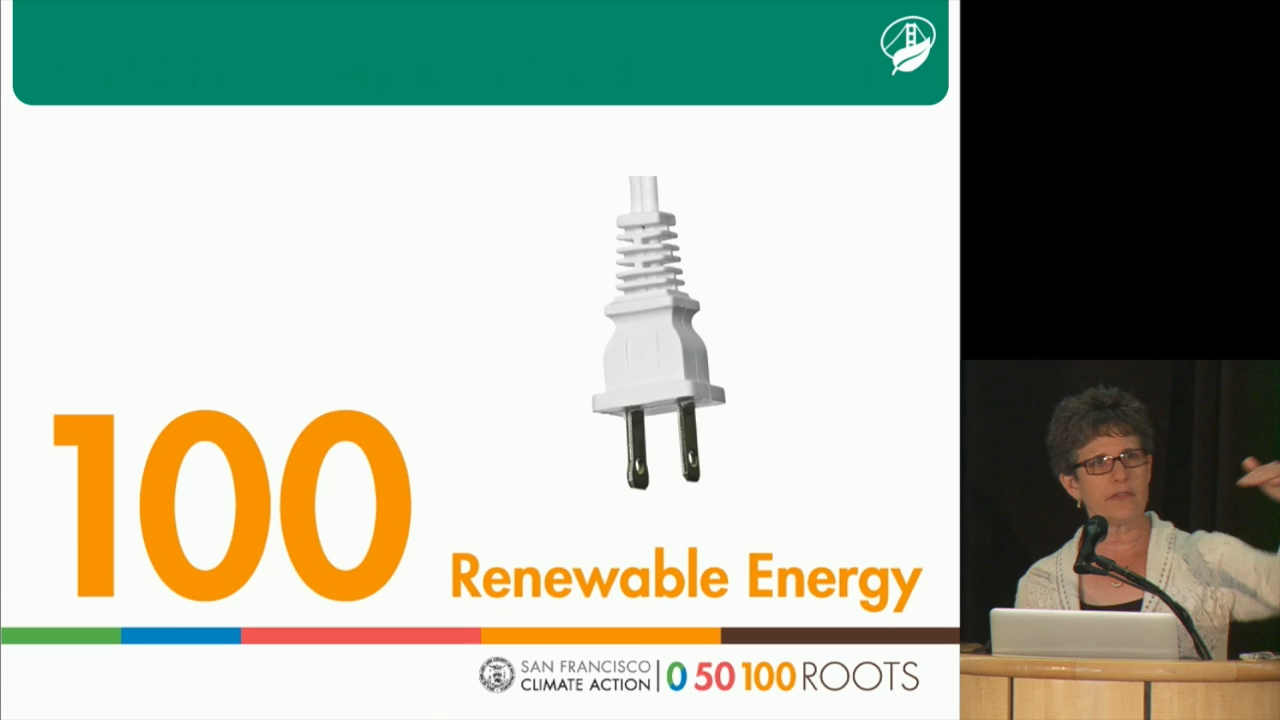 100
Renewable Energy
SAN FRANCISCO
CLIMATE ACTION
0 50 100 ROOTS